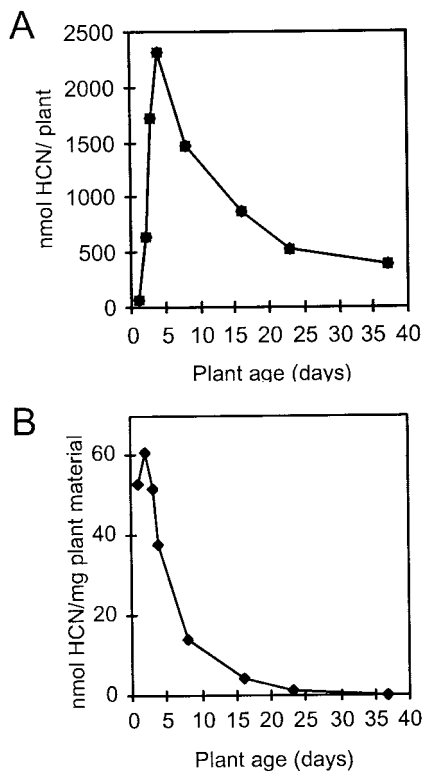 A
nmol HCN/ plant
2500
2000
1500
1000
500
0
0 5 10 15 20 25 30 35 40
Plant age (days)
B
nmol HCN/mg plant material
60
40
20
0
0 5 10 15 20 25 30 35 40
Plant age (days)